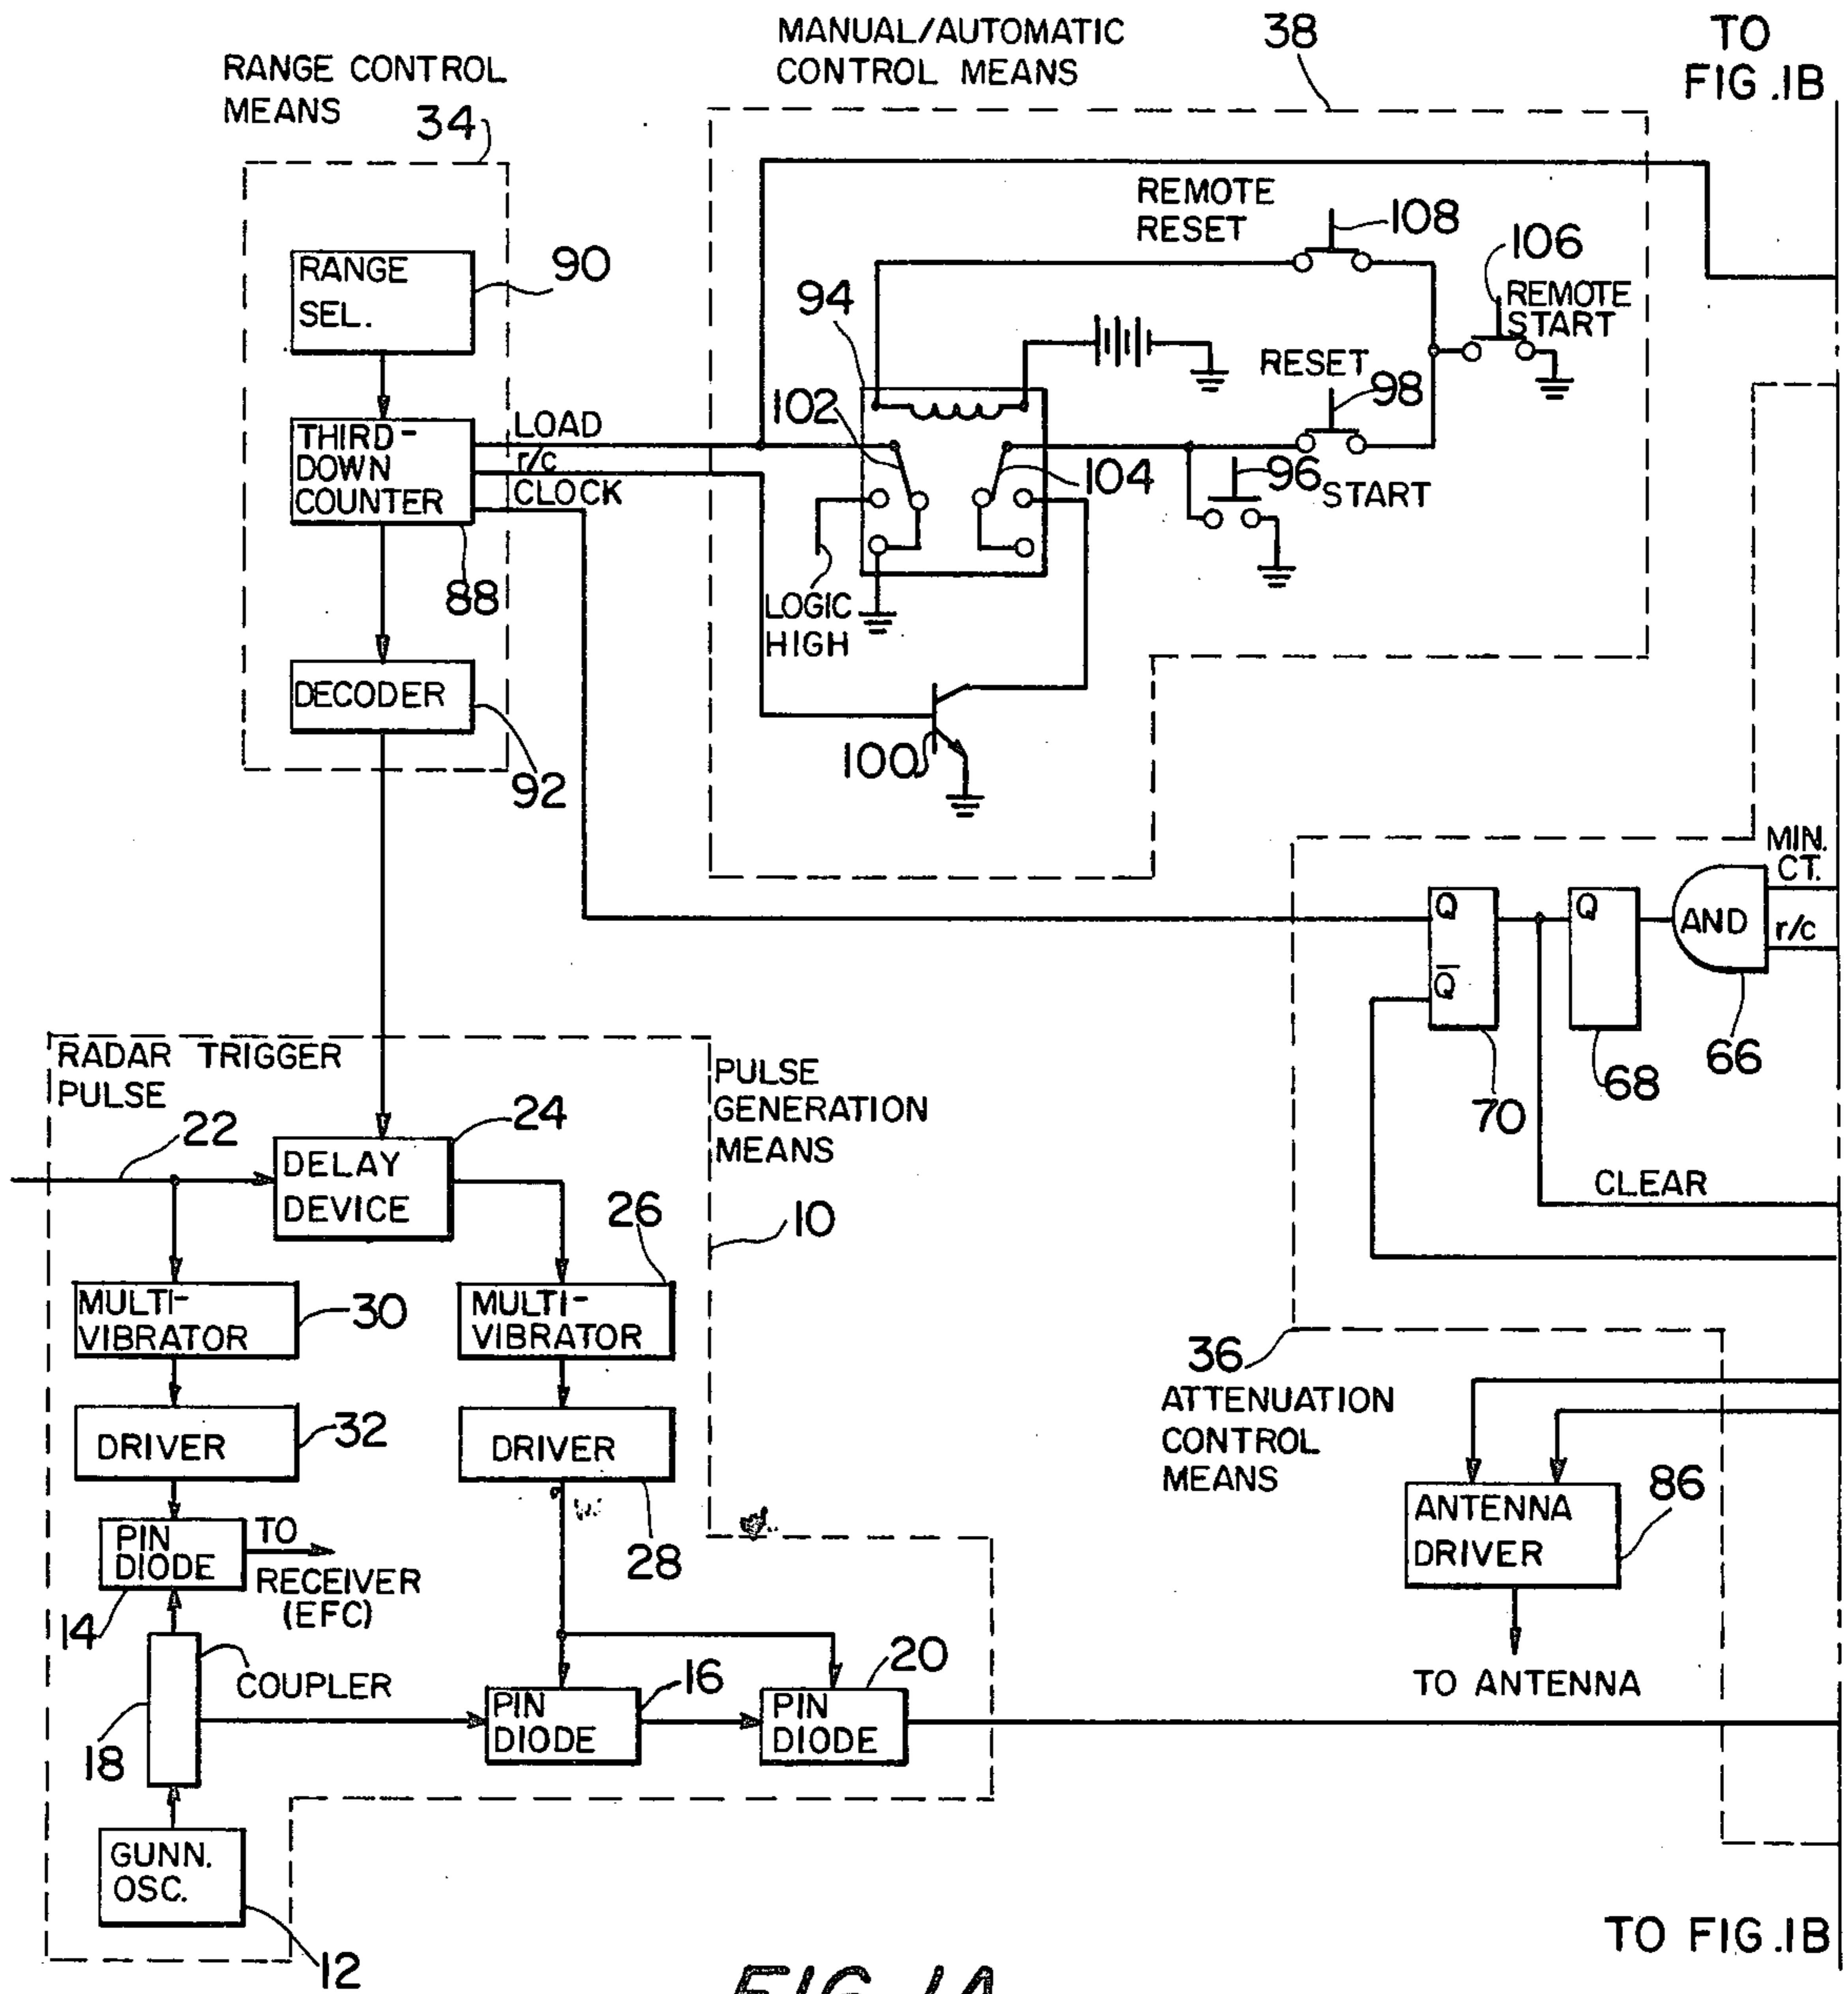 MANUAL/AUTOMATIC
CONTROL MEANS
38
TO
FIG.1B
RANGE CONTROL
MEANS
34
REMOTE
RESET
108
106
REMOTE
START
RANGE
SEL.
90
94
RESET
98
102
THIRD-
DOWN
COUNTER
LOAD
r/c
CLOCK
104
96
START
88
LOGIC
HIGH
DECODER
92
100
MIN.
CT.
r/c
Q
Q
AND
Q̅
66
68
70
RADAR TRIGGER
PULSE
PULSE
GENERATION
MEANS
22
24
DELAY
DEVICE
CLEAR
10
26
MULTI-
VIBRATOR
30
MULTI-
VIBRATOR
36
ATTENUATION
CONTROL
MEANS
DRIVER
32
DRIVER
28
ANTENNA
DRIVER
86
PIN
DIODE
TO
RECEIVER
(EFC)
14
COUPLER
18
PIN
DIODE
16
PIN
DIODE
20
TO ANTENNA
GUNN.
OSC.
12
TO FIG.1B
FIG. 1A